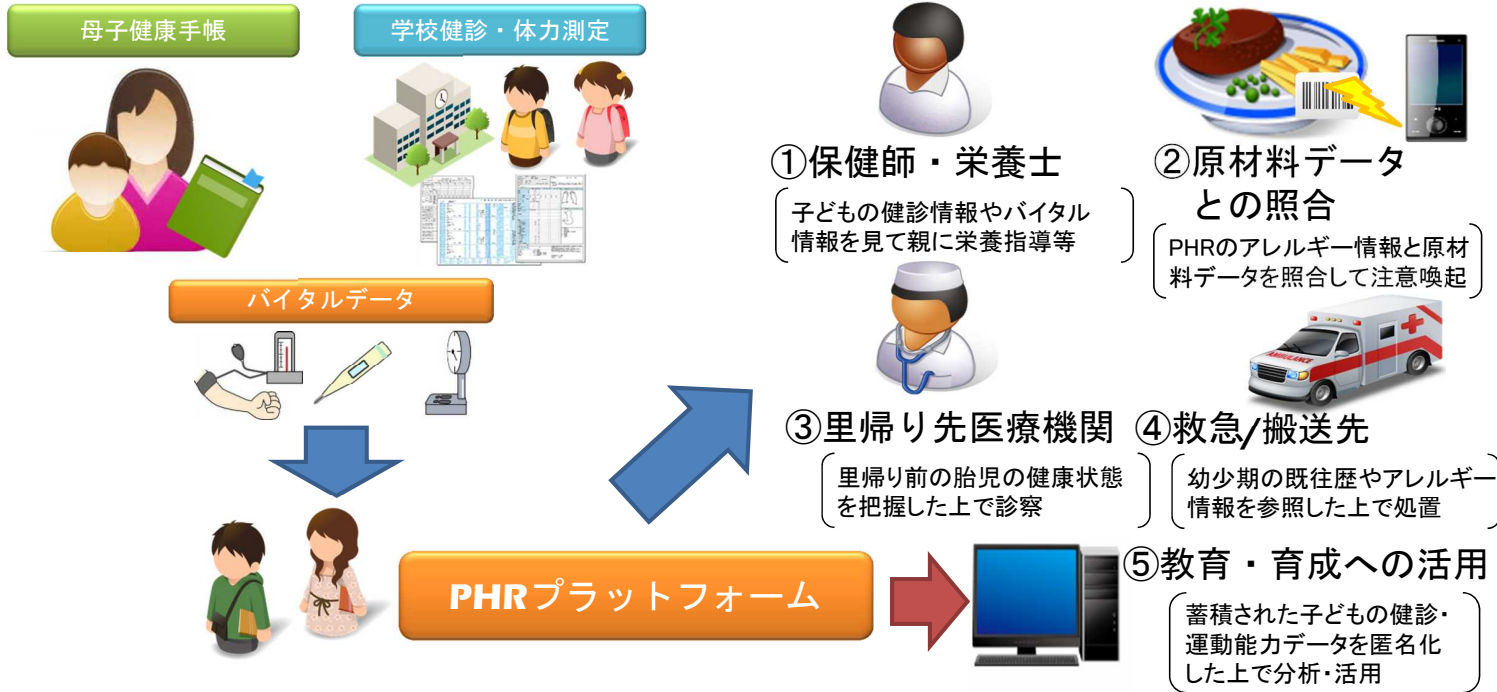 母子健康手帳
学校健診・体力測定
バイタルデータ
PHRプラットフォーム
①保健師・栄養士
子どもの健診情報やバイタル
情報を見て親に栄養指導等
②原材料データ
との照合
PHRのアレルギー情報と原材
料データを照合して注意喚起
③里帰り先医療機関
里帰り前の胎児の健康状態
を把握した上で診察
AMBULANCE
④救急/搬送先
幼少期の既往歴やアレルギー
情報を参照した上で処置
⑤教育・育成への活用
蓄積された子どもの健診・
運動能力データを匿名化
した上で分析・活用